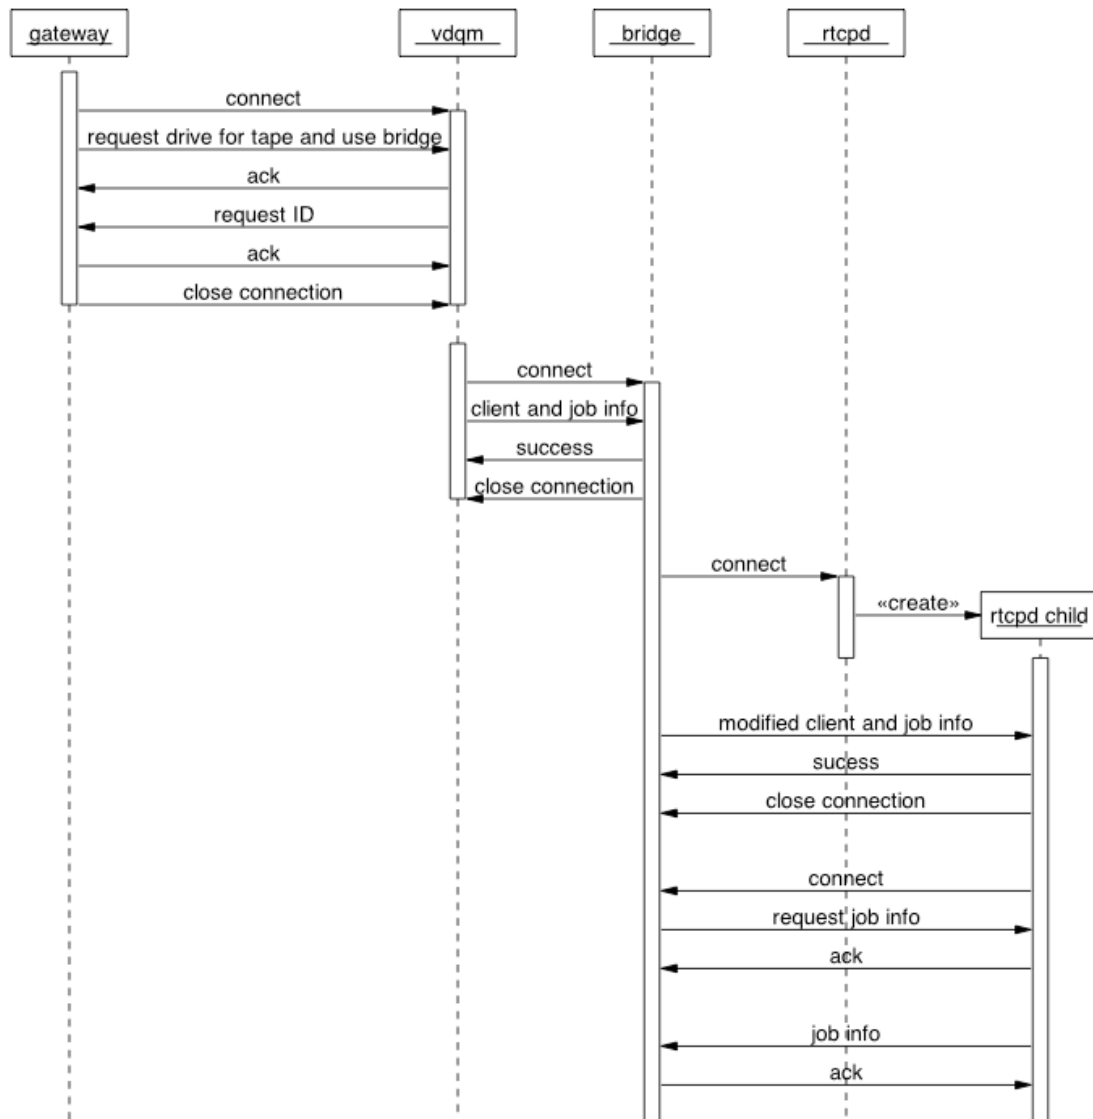 gateway
vdqm
bridge
rtcpd
connect
request drive for tape and use bridge
ack
request ID
ack
close connection
connect
client and job info
success
close connection
connect
«create»
rtcpd child
modified client and job info
sucess
close connection
connect
request job info
ack
job info
ack